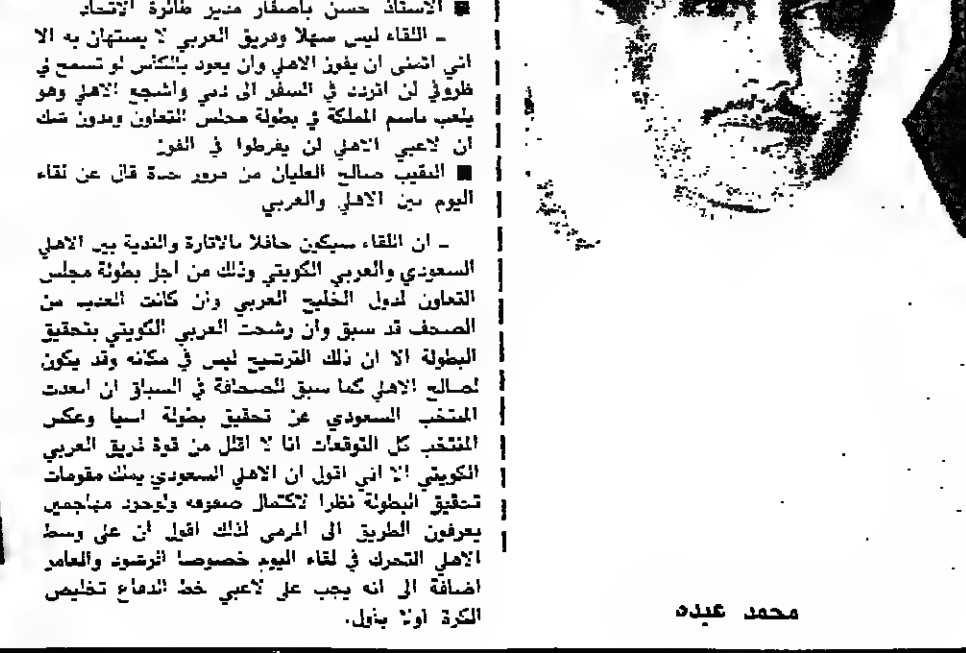 ■ الاستاذ حسن باصفار مدير طائرة الاتحاد
ـ اللقاء ليس سهلا وفريق العربي لا يستهان به الا
اني اتمنى ان يفوز الاهلي وان يعود بالكاس لو تسمح لي
ظروفي لن اتردد في السفر الى دبي واشجع الاهلي وهو
يلعب باسم المملكة في بطولة مجلس التعاون وبدون شك
ان لاعبي الاهلي لن يفرطوا في الفوز
■ النقيب صالح العليان من مرور جدة قال عن لقاء
اليوم بين الاهلي والعربي
ـ ان اللقاء سيكون حافلا بالاثارة والندية بين الاهلي
السعودي والعربي الكويتي وذلك من اجل بطولة مجلس
التعاون لدول الخليج العربي وان كانت العديد من
الصحف قد سبق وان رشحت العربي الكويتي بتحقيق
البطولة الا ان ذلك الترشيح ليس في مكانه وقد يكون
لصالح الاهلي كما سبق للصحافة في السباق ان ابعدت
المنتخب السعودي عن تحقيق بطولة اسيا وعكس
المنتخب كل التوقعات انا لا اقلل من قوة فريق العربي
الكويتي الا اني اقول ان الاهلي السعودي يملك مقومات
تحقيق البطولة نظرا لاكتمال صفوفه ولوجود مهاجمين
يعرفون الطريق الى المرمى لذلك اقول ان على وسط
الاهلي التحرك في لقاء اليوم خصوصا الرشود والعامر
اضافة الى انه يجب على لاعبي خط الدفاع تخليص
الكرة اولا بأول.
محمد عبده